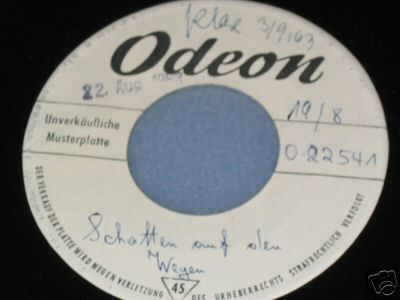 Klar 3/9.63
Odeon
22. Aug. 1963
19/8
Unverkäufliche
Musterplatte
O-22541
Schatten auf den
Wegen
45
DER VERKAUF DER PLATTE WIRD WEGEN VERLETZUNG DES URHEBERRECHTS STRAFRECHTLICH VERFOLGT